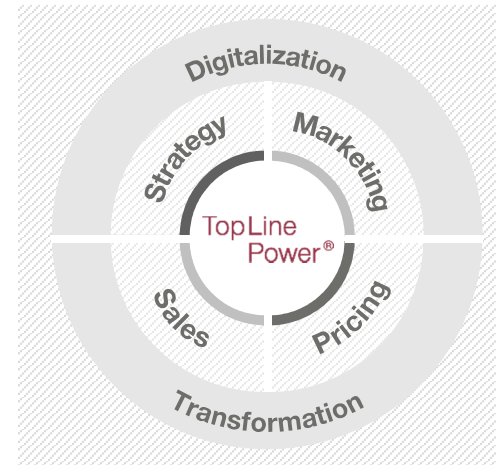 Digitalization
Strategy
Marketing
TopLine
Power®
Sales
Pricing
Transformation